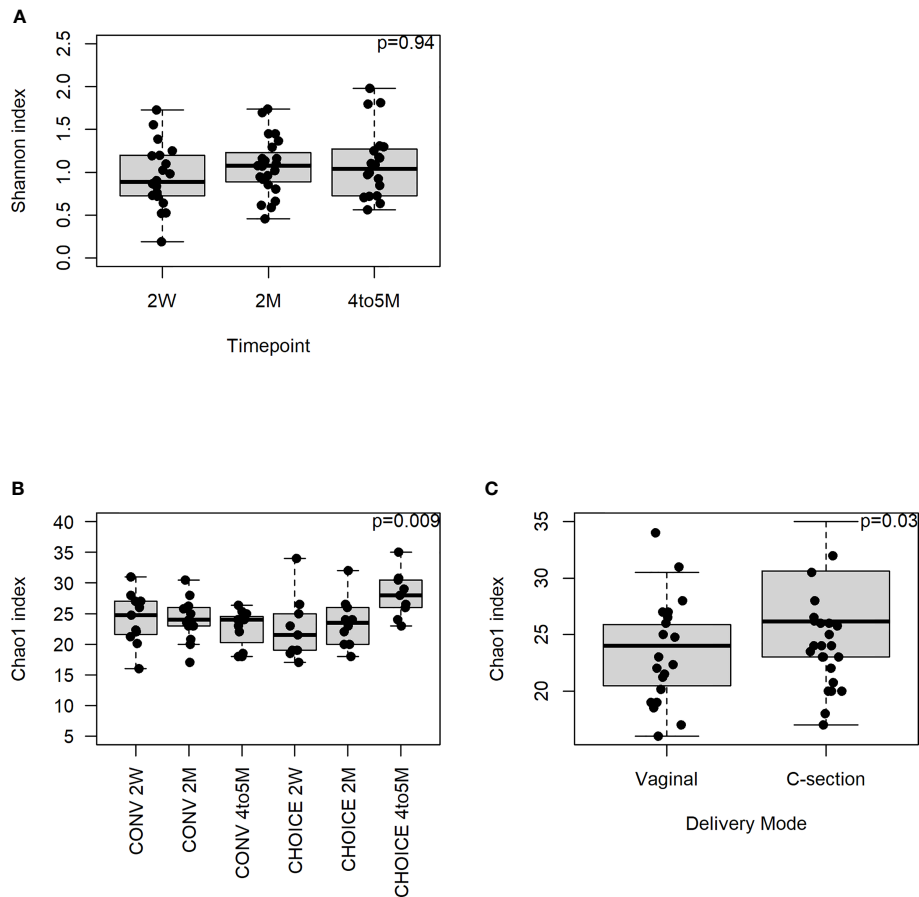 A
p=0.94
Shannon index
2.5
2.0
1.5
1.0
0.5
0.0
2W 2M 4to5M
Timepoint
B
p=0.009
Chao1 index
40
35
30
25
20
15
10
5
CONV 2W
CONV 2M
CONV 4to5M
CHOICE 2W
CHOICE 2M
CHOICE 4to5M
C
p=0.03
Chao1 index
35
30
25
20
Vaginal C-section
Delivery Mode